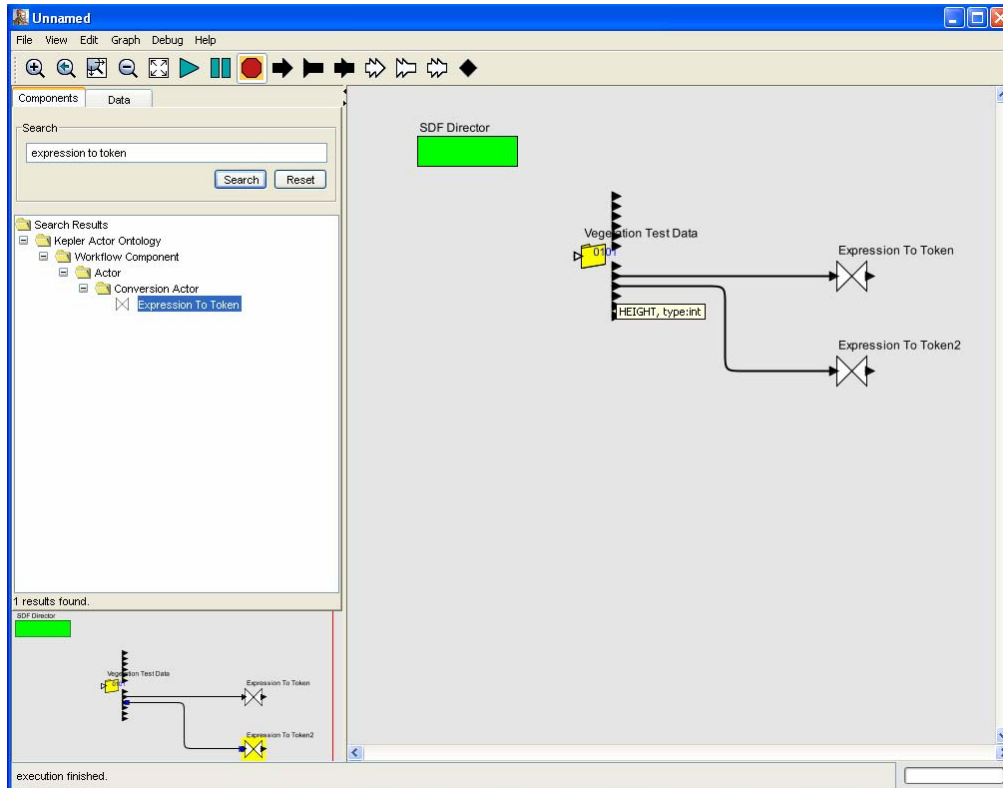 Unnamed
File View Edit Graph Debug Help
Components Data
Search
expression to token
Search Reset
Search Results
Kepler Actor Ontology
Workflow Component
Actor
Conversion Actor
Expression To Token
1 results found.
SDF Director
Vegetation Test Data
0101
Expression To Token
HEIGHT, type:int
Expression To Token2
SDF Director
Vegetation Test Data
Expression To Token
Expression To Token2
execution finished.